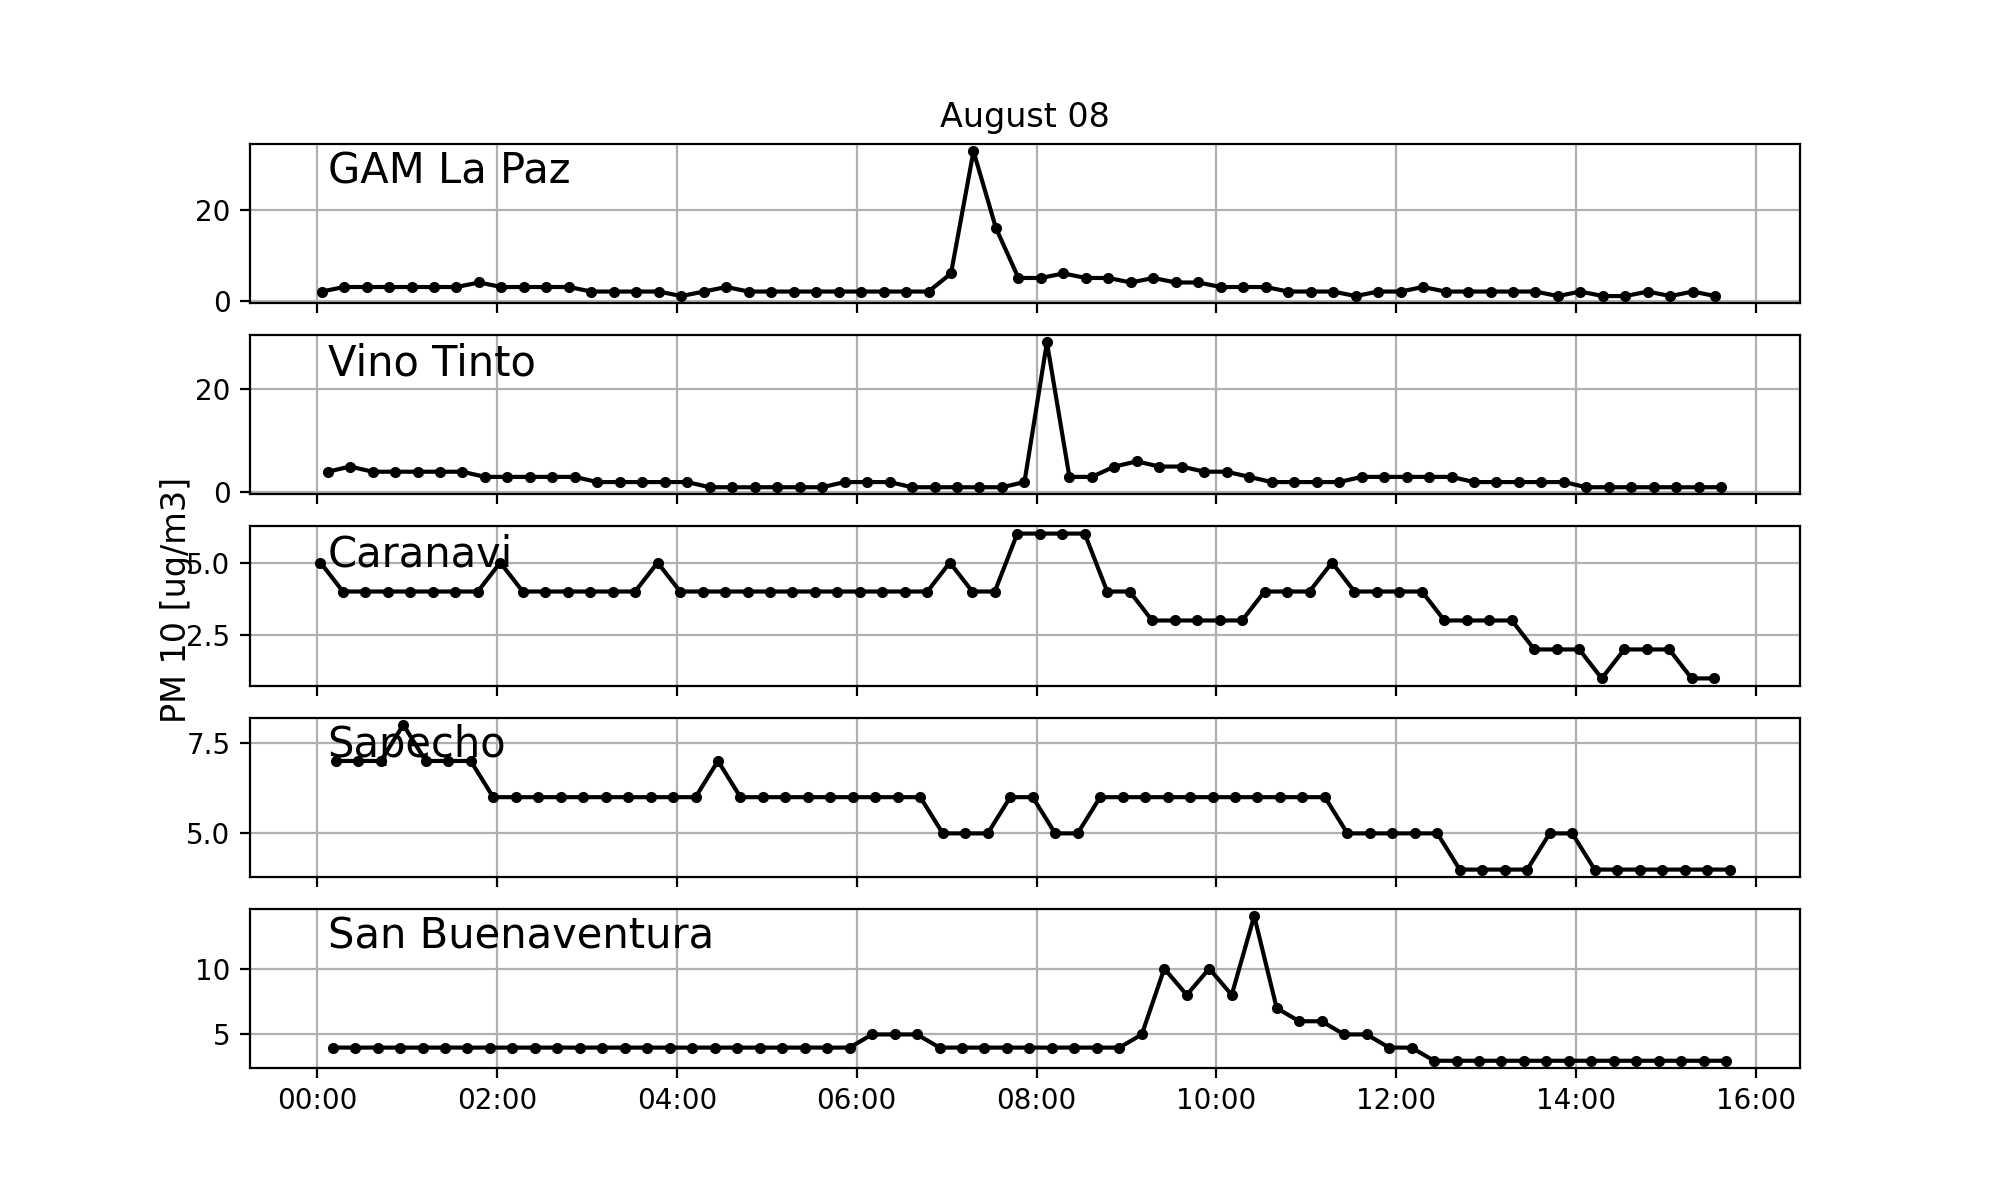 August 08
GAM La Paz
20
0
Vino Tinto
20
0
PM 10 [ug/m3]
Caranavi
5.0
2.5
Sapecho
7.5
5.0
San Buenaventura
10
5
00:00 02:00 04:00 06:00 08:00 10:00 12:00 14:00 16:00